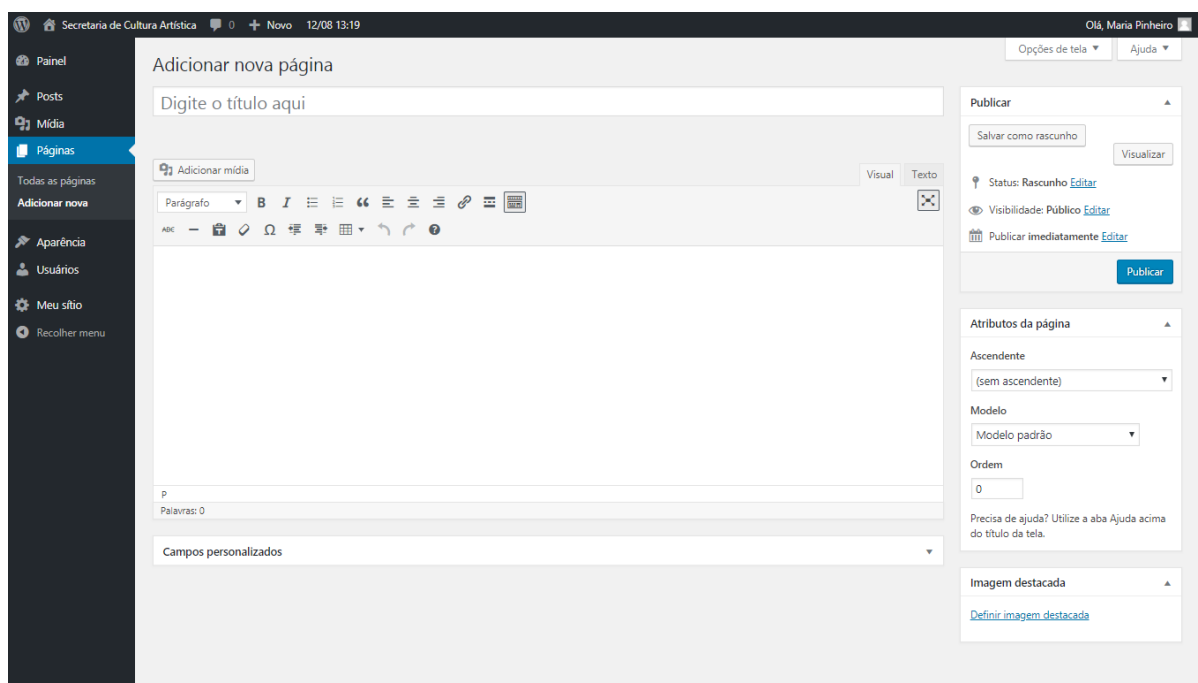 Secretaria de Cultura Artística 0 Novo 12/08 13:19 Olá, Maria Pinheiro
Opções de tela Ajuda
Painel
Posts
Mídia
Páginas
Todas as páginas
Adicionar nova
Aparência
Usuários
Meu sítio
Recolher menu
Adicionar nova página
Digite o título aqui
Adicionar mídia
Visual Texto
Parágrafo B I
ABC Ω
P
Palavras: 0
Campos personalizados
Publicar
Salvar como rascunho
Visualizar
Status: Rascunho Editar
Visibilidade: Público Editar
Publicar imediatamente Editar
Publicar
Atributos da página
Ascendente
(sem ascendente)
Modelo
Modelo padrão
Ordem
0
Precisa de ajuda? Utilize a aba Ajuda acima
do título da tela.
Imagem destacada
Definir imagem destacada